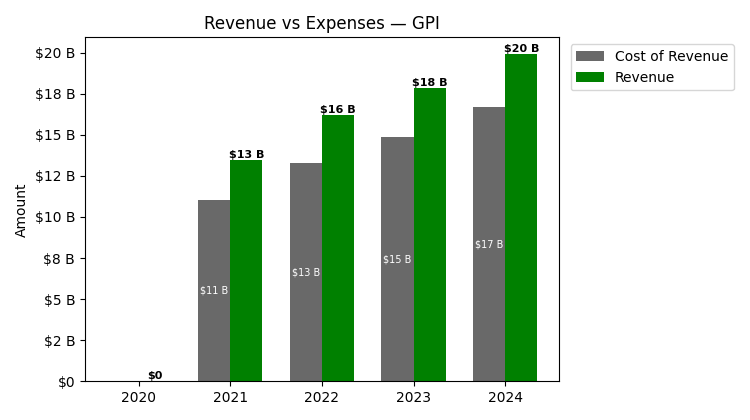 Revenue vs Expenses — GPI
Cost of Revenue
Revenue
Amount
$20 B
$18 B
$15 B
$12 B
$10 B
$8 B
$5 B
$2 B
$0
$0
$11 B
$13 B
$13 B
$16 B
$15 B
$18 B
$17 B
$20 B
2020
2021
2022
2023
2024